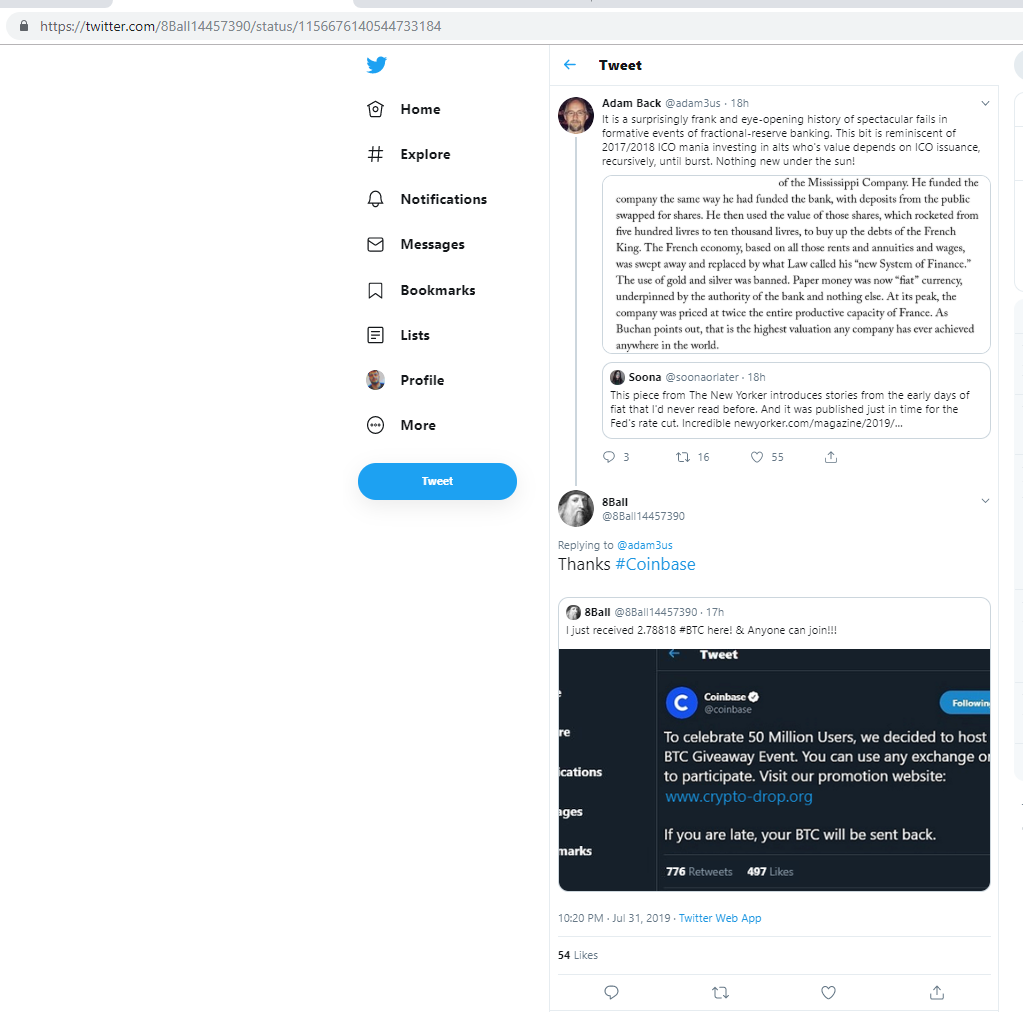 https://twitter.com/8Ball14457390/status/1156676140544733184
Home
Explore
Notifications
Messages
Bookmarks
Lists
Profile
More
Tweet
Tweet
Adam Back @adam3us · 18h
It is a surprisingly frank and eye-opening history of spectacular fails in
formative events of fractional-reserve banking. This bit is reminiscent of
2017/2018 ICO mania investing in alts who's value depends on ICO issuance,
recursively, until burst. Nothing new under the sun!
of the Mississippi Company. He funded the
company the same way he had funded the bank, with deposits from the public
swapped for shares. He then used the value of those shares, which rocketed from
five hundred livres to ten thousand livres, to buy up the debts of the French
King. The French economy, based on all those rents and annuities and wages,
was swept away and replaced by what Law called his “new System of Finance.”
The use of gold and silver was banned. Paper money was now “fiat” currency,
underpinned by the authority of the bank and nothing else. At its peak, the
company was priced at twice the entire productive capacity of France. As
Buchan points out, that is the highest valuation any company has ever achieved
anywhere in the world.
Soona @soonaorlater · 18h
This piece from The New Yorker introduces stories from the early days of
fiat that I'd never read before. And it was published just in time for the
Fed's rate cut. Incredible newyorker.com/magazine/2019/...
3 16 55
8Ball
@8Ball14457390
Replying to @adam3us
Thanks #Coinbase
8Ball @8Ball14457390 · 17h
I just received 2.78818 #BTC here! & Anyone can join!!!
Tweet
e
re
ications
ages
marks
Coinbase
@coinbase
Following
To celebrate 50 Million Users, we decided to host
BTC Giveaway Event. You can use any exchange or
to participate. Visit our promotion website:
www.crypto-drop.org
If you are late, your BTC will be sent back.
776 Retweets 497 Likes
10:20 PM · Jul 31, 2019 · Twitter Web App
54 Likes